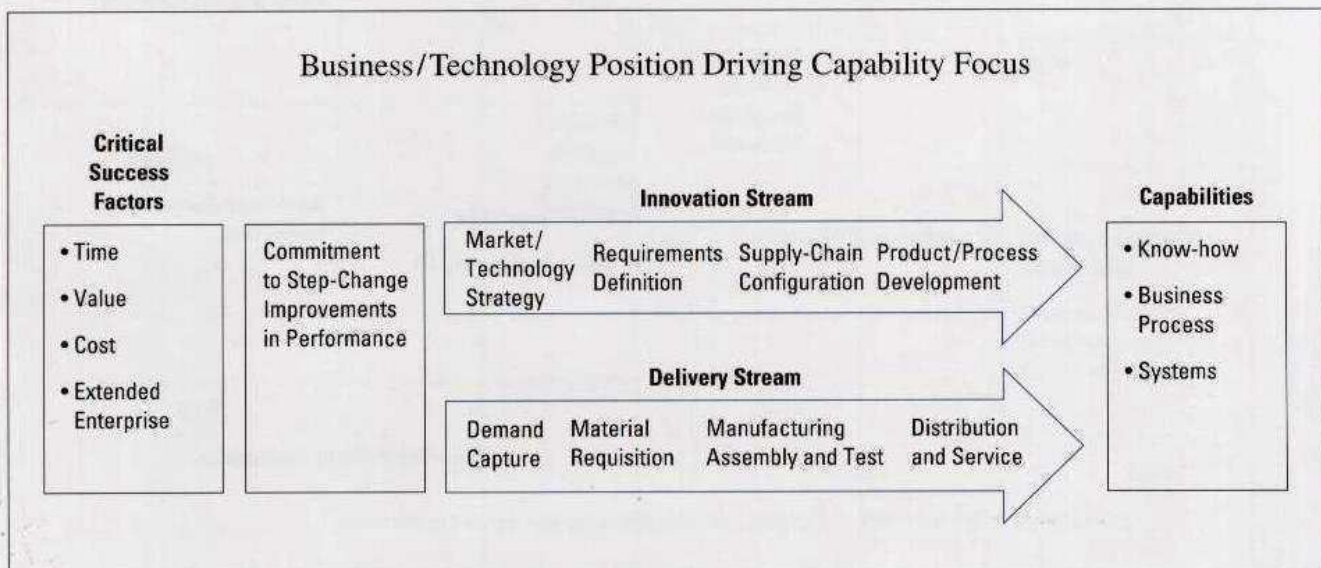 Business/Technology Position Driving Capability Focus
Critical
Success
Factors
• Time
• Value
• Cost
• Extended
Enterprise
Commitment
to Step-Change
Improvements
in Performance
Innovation Stream
Market/
Technology
Strategy
Requirements
Definition
Supply-Chain
Configuration
Product/Process
Development
Delivery Stream
Demand
Capture
Material
Requisition
Manufacturing
Assembly and Test
Distribution
and Service
Capabilities
• Know-how
• Business
Process
• Systems